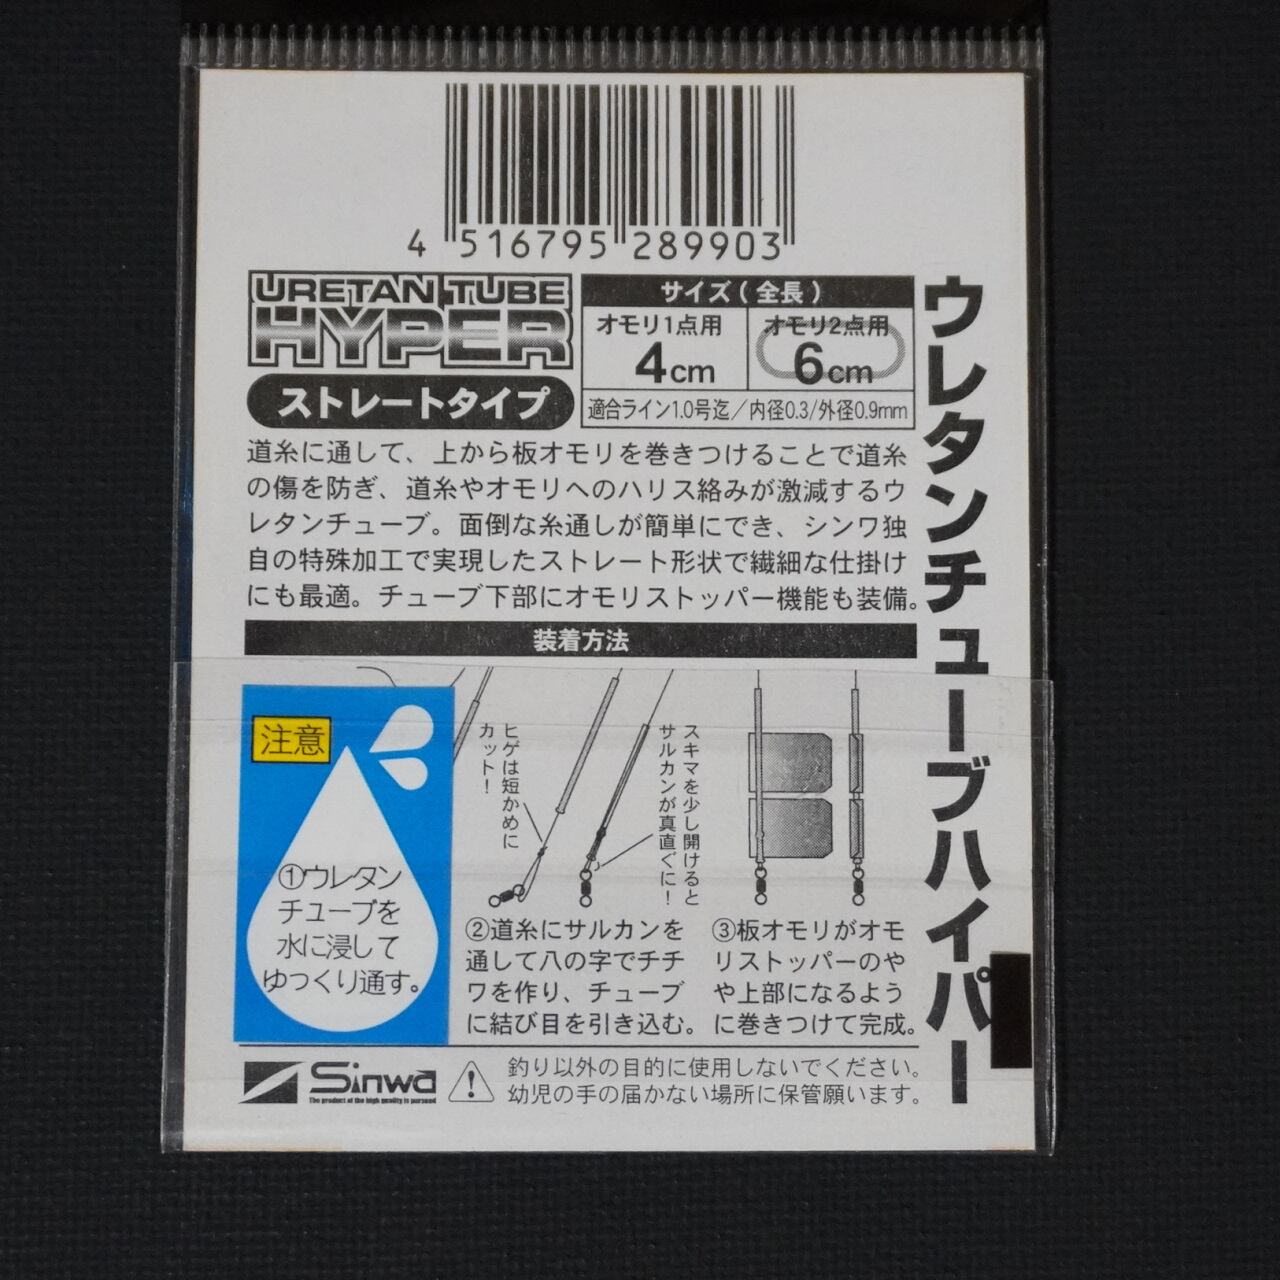 4 516795 289903
URETAN TUBE
HYPER
ストレートタイプ
サイズ(全長)
オモリ1点用
4cm
オモリ2点用
6cm
適合ライン1.0号迄/内径0.3/外径0.9mm
ウレタンチューブハイパー
道糸に通して、上から板オモリを巻きつけることで道糸
の傷を防ぎ、道糸やオモリへのハリス絡みが激減するウ
レタンチューブ。面倒な糸通しが簡単にでき、シンワ独
自の特殊加工で実現したストレート形状で繊細な仕掛け
にも最適。チューブ下部にオモリストッパー機能も装備。
装着方法
注意
①ウレタン
チューブを
水に浸して
ゆっくり通す。
ヒゲは短かめに
カット!
スキマを少し開けると
サルカンが真直ぐに!
②道糸にサルカンを
通して八の字でチチ
ワを作り、チューブ
に結び目を引き込む。
③板オモリがオモ
リストッパーのや
や上部になるよう
に巻きつけて完成。
Sinwa
The product of the high quality is pursued
釣り以外の目的に使用しないでください。
幼児の手の届かない場所に保管願います。